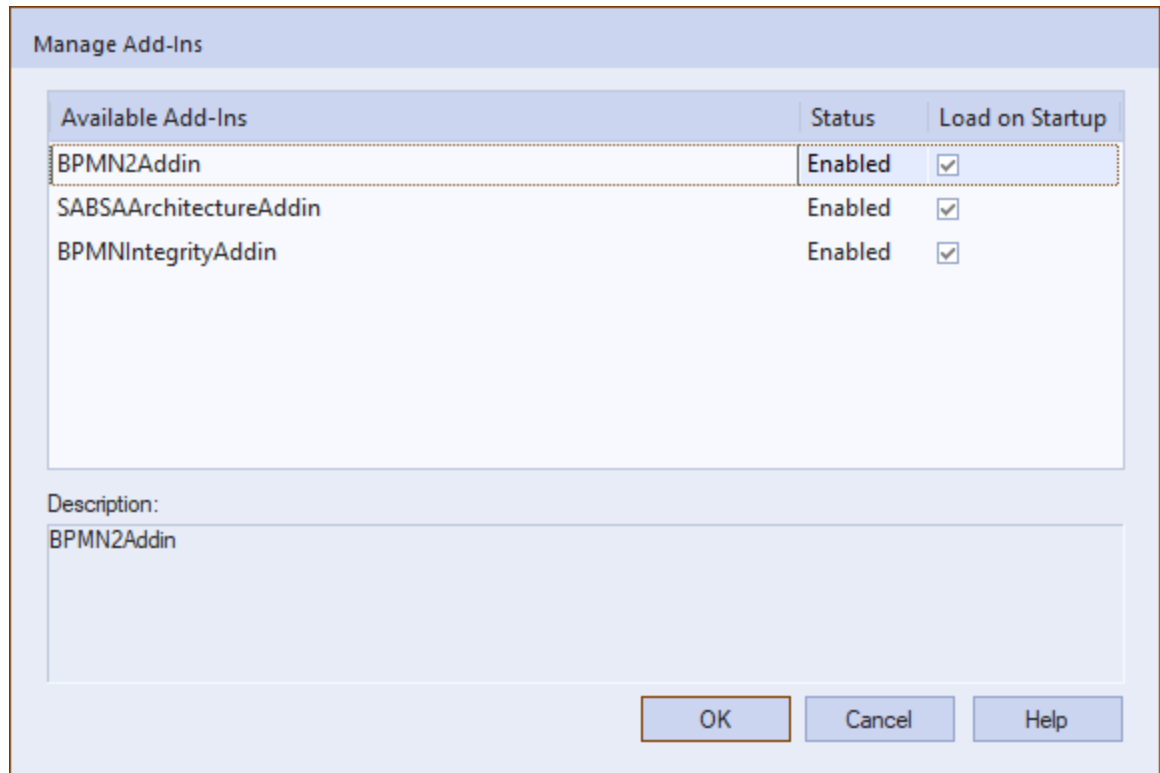 Manage Add-Ins
Available Add-Ins Status Load on Startup
BPMN2Addin Enabled
SABSAArchitectureAddin Enabled
BPMNIntegrityAddin Enabled
Description:
BPMN2Addin
OK Cancel Help